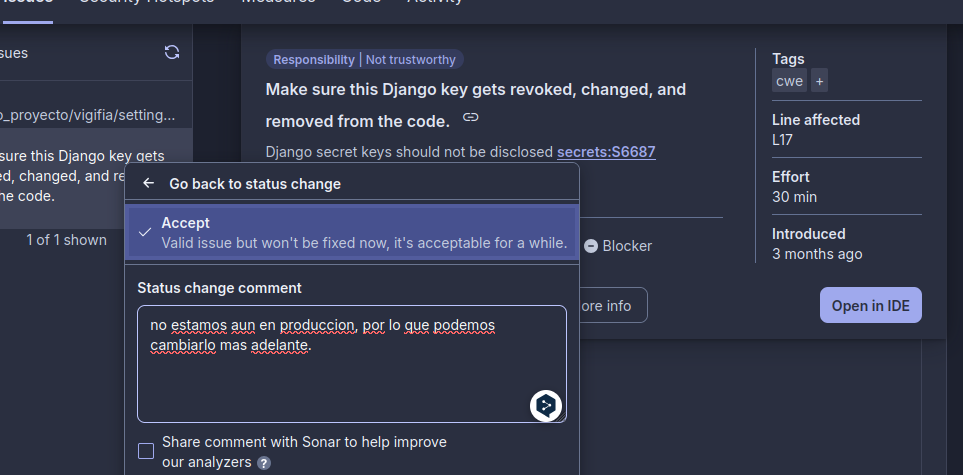 Issues Security Hotspots Measures Code Activity
sues
o_proyecto/vigifia/setting...
sure this Django key gets
ed, changed, and re
he code.
1 of 1 shown
Responsibility | Not trustworthy
Make sure this Django key gets revoked, changed, and
removed from the code.
Django secret keys should not be disclosed secrets:S6687
Go back to status change
Accept
Valid issue but won't be fixed now, it's acceptable for a while.
Blocker
Status change comment
no estamos aun en produccion, por lo que podemos
cambiarlo mas adelante.
ore info
Share comment with Sonar to help improve
our analyzers ?
Tags
cwe +
Line affected
L17
Effort
30 min
Introduced
3 months ago
Open in IDE